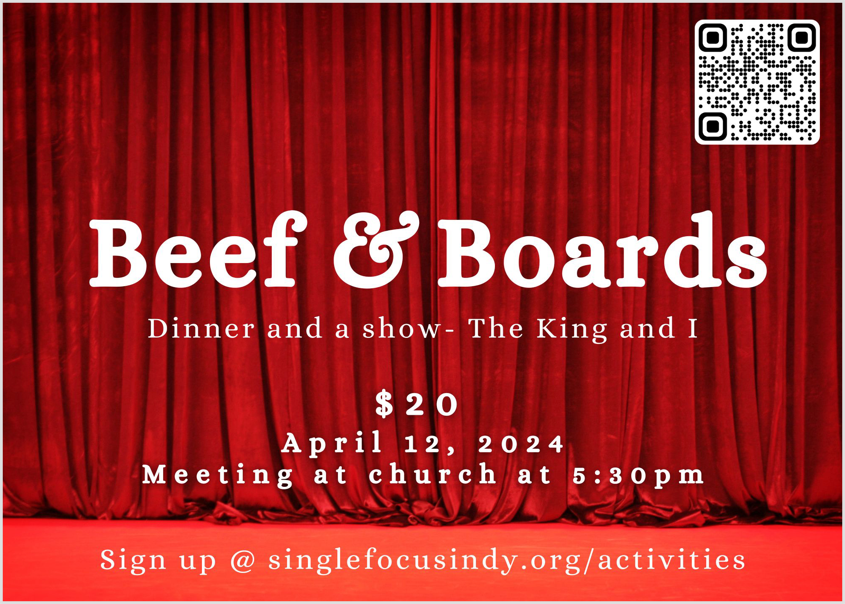 Beef & Boards
Dinner and a show- The King and I
$20
April 12, 2024
Meeting at church at 5:30pm
Sign up @ singlefocusindy.org/activities